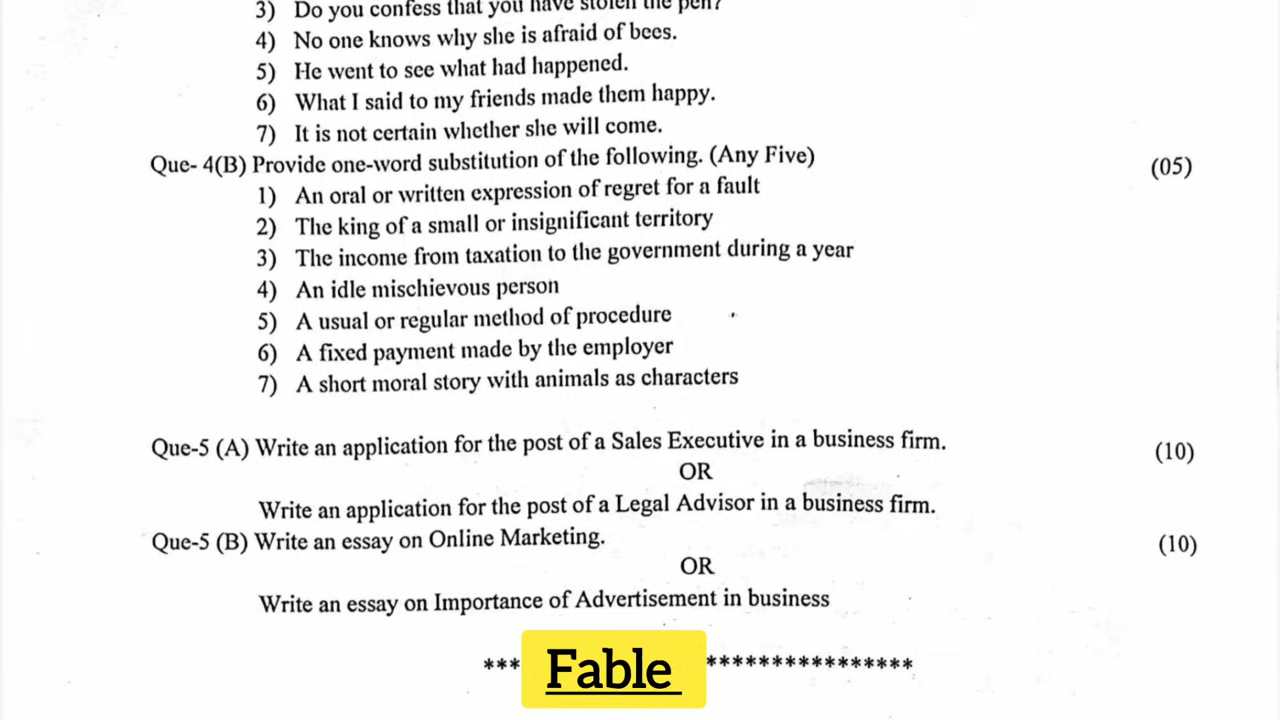 3) Do you confess that you have stolen the pen?
4) No one knows why she is afraid of bees.
5) He went to see what had happened.
6) What I said to my friends made them happy.
7) It is not certain whether she will come.
Que- 4(B) Provide one-word substitution of the following. (Any Five) (05)
1) An oral or written expression of regret for a fault
2) The king of a small or insignificant territory
3) The income from taxation to the government during a year
4) An idle mischievous person
5) A usual or regular method of procedure
6) A fixed payment made by the employer
7) A short moral story with animals as characters
Que-5 (A) Write an application for the post of a Sales Executive in a business firm. (10)
OR
Write an application for the post of a Legal Advisor in a business firm.
Que-5 (B) Write an essay on Online Marketing. (10)
OR
Write an essay on Importance of Advertisement in business
*** Fable ****************